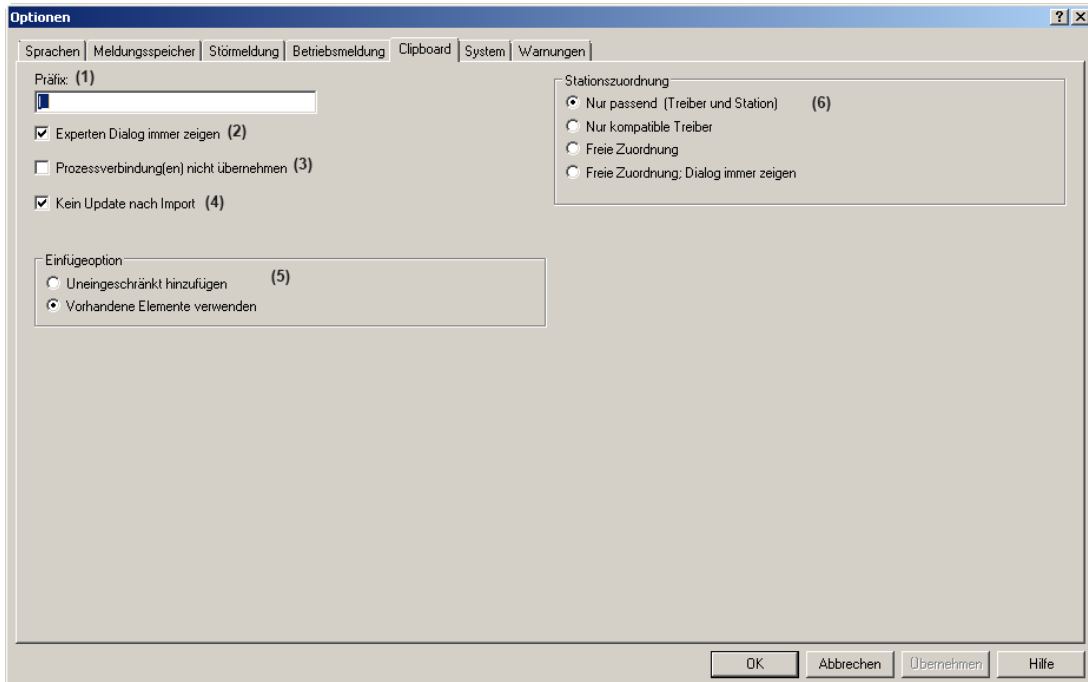 Optionen
Sprachen Meldungsspeicher Störmeldung Betriebsmeldung Clipboard System Warnungen
Präfix: (1)
Experten Dialog immer zeigen (2)
Prozessverbindung(en) nicht übernehmen (3)
Kein Update nach Import (4)
Einfügeoption
Uneingeschränkt hinzufügen (5)
Vorhandene Elemente verwenden
Stationszuordnung
Nur passend (Treiber und Station) (6)
Nur kompatible Treiber
Freie Zuordnung
Freie Zuordnung; Dialog immer zeigen
OK Abbrechen Übernehmen Hilfe